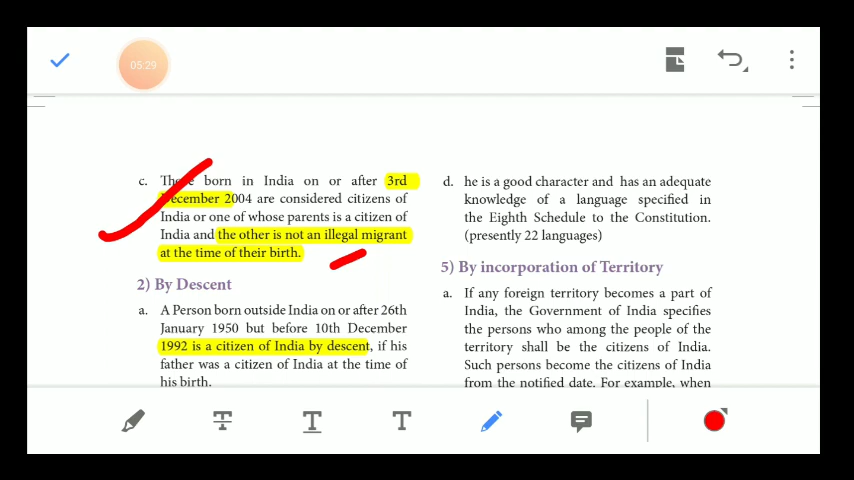 05:29
c. Those born in India on or after 3rd
December 2004 are considered citizens of
India or one of whose parents is a citizen of
India and the other is not an illegal migrant
at the time of their birth.
2) By Descent
a. A Person born outside India on or after 26th
January 1950 but before 10th December
1992 is a citizen of India by descent, if his
father was a citizen of India at the time of
his birth.
d. he is a good character and has an adequate
knowledge of a language specified in
the Eighth Schedule to the Constitution.
(presently 22 languages)
5) By incorporation of Territory
a. If any foreign territory becomes a part of
India, the Government of India specifies
the persons who among the people of the
territory shall be the citizens of India.
Such persons become the citizens of India
from the notified date. For example, when
T
T
T